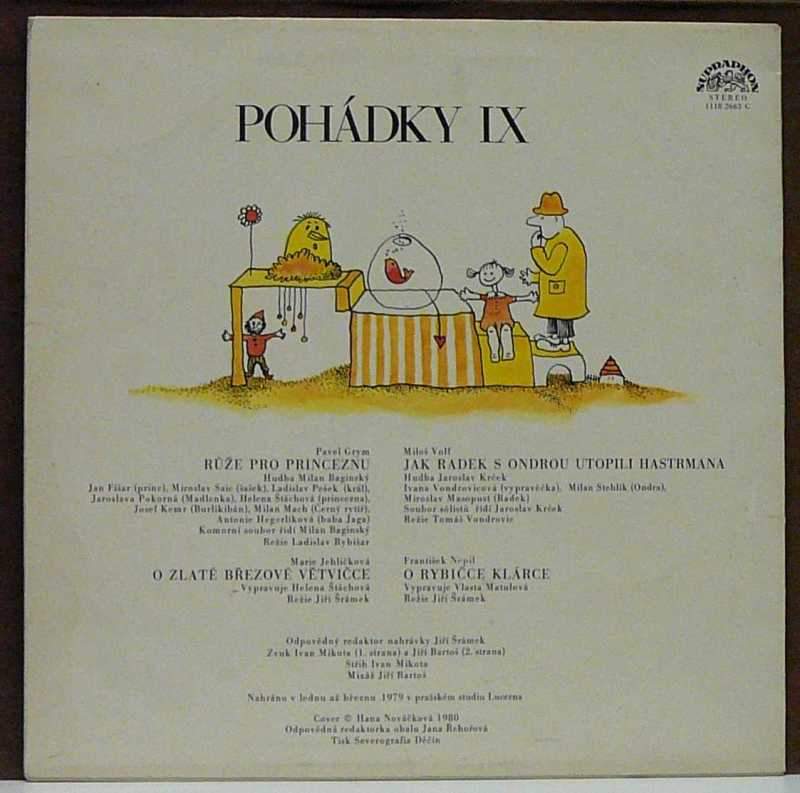 SUPRAPHON
STEREO
1118 2663 G
POHÁDKY IX
Pavel Grym
RŮŽE PRO PRINCEZNU
Hudba Milan Baginský
Jan Fišar (princ), Miroslav Saic (šašek), Ladislav Pešek (král),
Jaroslava Pokorná (Madlenka), Helena Štáchová (princezna),
Josef Kemr (Burlikibán), Milan Mach (Černý rytíř),
Antonie Hegerlíková (baba Jaga)
Komorní soubor řídí Milan Baginský
Režie Ladislav Rybišar
Miloš Volf
JAK RADEK S ONDROU UTOPILI HASTRMANA
Hudba Jaroslav Krček
Ivana Vondrovicová (vypravěčka), Milan Stehlík (Ondra),
Miroslav Masopust (Radek)
Soubor sólistů řídí Jaroslav Krček
Režie Tomáš Vondrovic
Marie Jehličková
O ZLATÉ BŘEZOVÉ VĚTVIČCE
Vypravuje Helena Štáchová
Režie Jiří Šrámek
František Nepil
O RYBIČCE KLÁRCE
Vypravuje Vlasta Matulová
Režie Jiří Šrámek
Odpovědný redaktor nahrávky Jiří Šrámek
Zvuk Ivan Mikota (1. strana) a Jiří Bartoš (2. strana)
Střih Ivan Mikota
Mixáž Jiří Bartoš
Nahráno v lednu až březnu 1979 v pražském studiu Lucerna
Cover © Hana Nováčková 1980
Odpovědná redaktorka obalu Jana Řehořová
Tisk Severografia Děčín